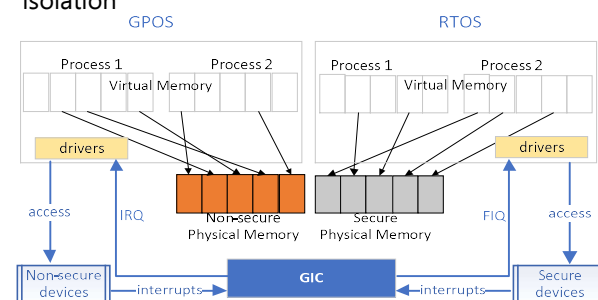 isolation
GPOS
RTOS
Process 1
Process 2
Virtual Memory
Process 1
Process 2
Virtual Memory
drivers
drivers
access
IRQ
Non-secure
Physical Memory
Secure
Physical Memory
FIQ
access
Non-secure
devices
interrupts
GIC
interrupts
Secure
devices